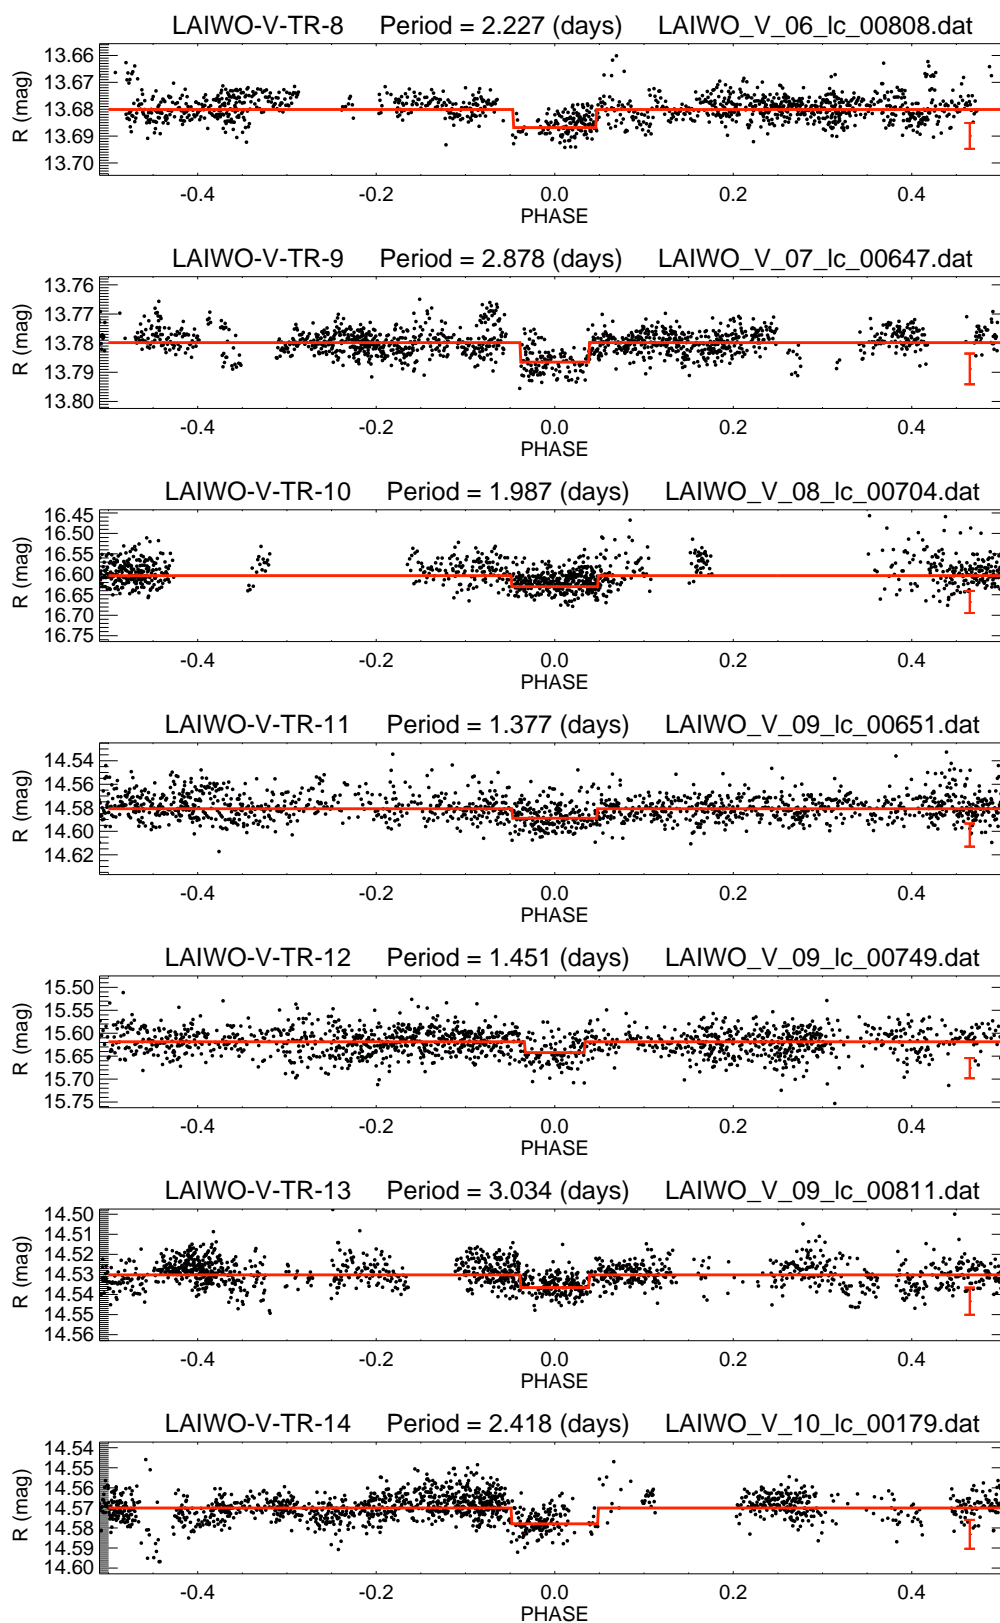 LAIWO-V-TR-8 Period = 2.227 (days) LAIWO_V_06_lc_00808.dat
R (mag)
13.66
13.67
13.68
13.69
13.70
-0.4 -0.2 0.0 0.2 0.4
PHASE
LAIWO-V-TR-9 Period = 2.878 (days) LAIWO_V_07_lc_00647.dat
R (mag)
13.76
13.77
13.78
13.79
13.80
-0.4 -0.2 0.0 0.2 0.4
PHASE
LAIWO-V-TR-10 Period = 1.987 (days) LAIWO_V_08_lc_00704.dat
R (mag)
16.45
16.50
16.55
16.60
16.65
16.70
16.75
-0.4 -0.2 0.0 0.2 0.4
PHASE
LAIWO-V-TR-11 Period = 1.377 (days) LAIWO_V_09_lc_00651.dat
R (mag)
14.54
14.56
14.58
14.60
14.62
-0.4 -0.2 0.0 0.2 0.4
PHASE
LAIWO-V-TR-12 Period = 1.451 (days) LAIWO_V_09_lc_00749.dat
R (mag)
15.50
15.55
15.60
15.65
15.70
15.75
-0.4 -0.2 0.0 0.2 0.4
PHASE
LAIWO-V-TR-13 Period = 3.034 (days) LAIWO_V_09_lc_00811.dat
R (mag)
14.50
14.51
14.52
14.53
14.54
14.55
14.56
-0.4 -0.2 0.0 0.2 0.4
PHASE
LAIWO-V-TR-14 Period = 2.418 (days) LAIWO_V_10_lc_00179.dat
R (mag)
14.54
14.55
14.56
14.57
14.58
14.59
14.60
-0.4 -0.2 0.0 0.2 0.4
PHASE